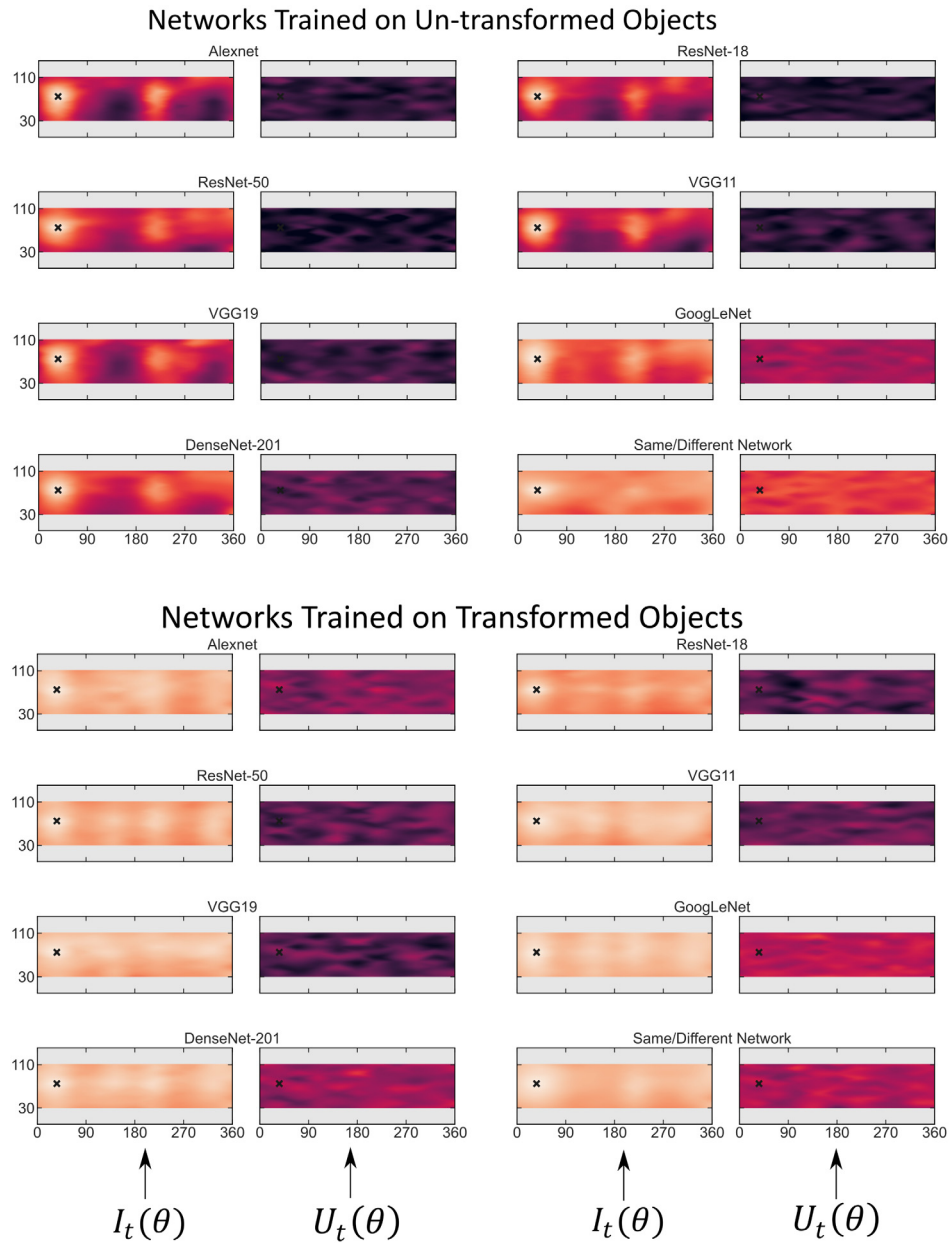 Networks Trained on Un-transformed Objects
Alexnet
ResNet-18
110
30
ResNet-50
VGG11
110
30
VGG19
GoogLeNet
110
30
DenseNet-201
Same/Different Network
110
30
0 90 180 270 360 0 90 180 270 360 0 90 180 270 360 0 90 180 270 360
Networks Trained on Transformed Objects
Alexnet
ResNet-18
110
30
ResNet-50
VGG11
110
30
VGG19
GoogLeNet
110
30
DenseNet-201
Same/Different Network
110
30
0 90 180 270 360 0 90 180 270 360 0 90 180 270 360 0 90 180 270 360
I_t(θ) U_t(θ) I_t(θ) U_t(θ)